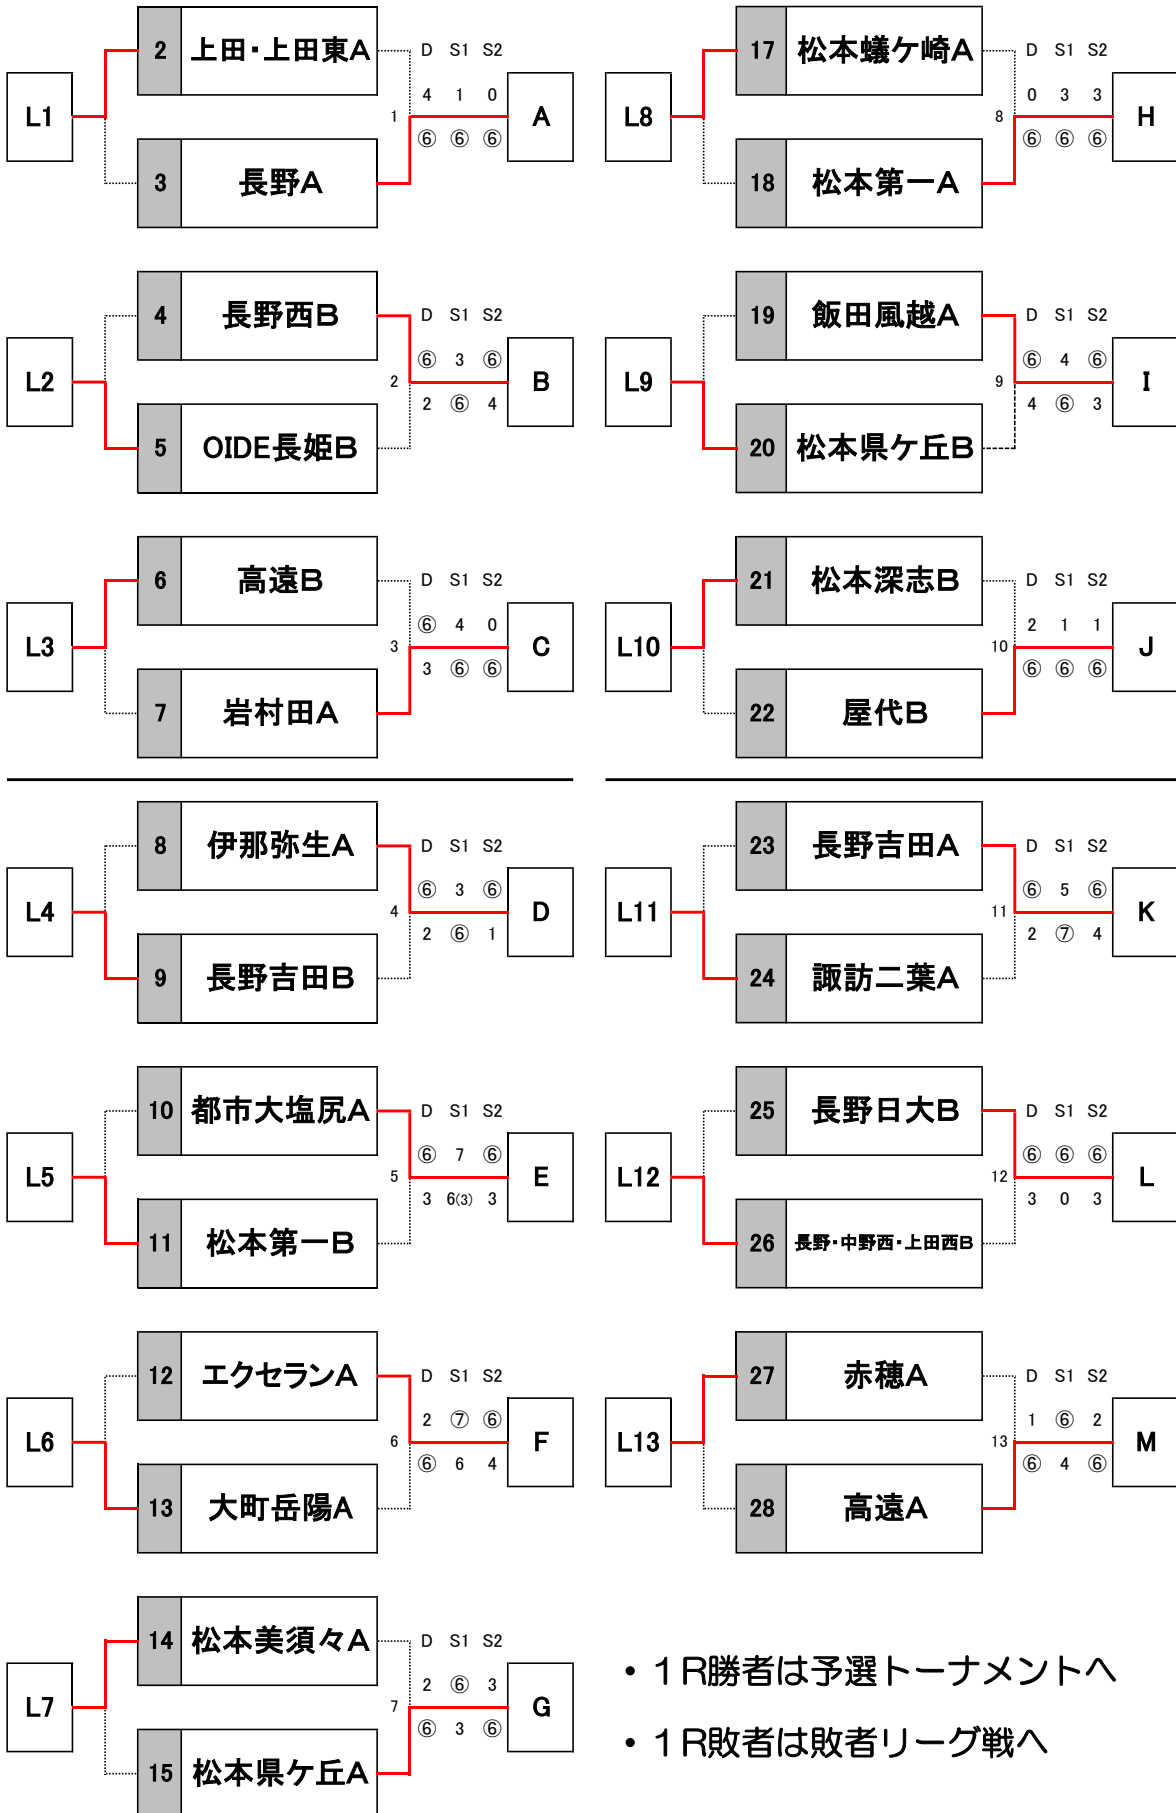 2 上田・上田東A D S1 S2
L1 4 1 0 A
1
⑥ ⑥ ⑥
3 長野A
4 長野西B D S1 S2
L2 ⑥ 3 ⑥ B
2
2 ⑥ 4
5 OIDE長姫B
6 高遠B D S1 S2
L3 ⑥ 4 0 C
3
3 ⑥ ⑥
7 岩村田A
8 伊那弥生A D S1 S2
L4 ⑥ 3 ⑥ D
4
2 ⑥ 1
9 長野吉田B
10 都市大塩尻A D S1 S2
L5 ⑥ 7 ⑥ E
5
3 6(3) 3
11 松本第一B
12 エクセランA D S1 S2
L6 2 ⑦ ⑥ F
6
⑥ 6 4
13 大町岳陽A
14 松本美須々A D S1 S2
L7 2 ⑥ 3 G
7
⑥ 3 ⑥
15 松本県ケ丘A
17 松本蟻ケ崎A D S1 S2
L8 0 3 3 H
8
⑥ ⑥ ⑥
18 松本第一A
19 飯田風越A D S1 S2
L9 ⑥ 4 ⑥ I
9
4 ⑥ 3
20 松本県ケ丘B
21 松本深志B D S1 S2
L10 2 1 1 J
10
⑥ ⑥ ⑥
22 屋代B
23 長野吉田A D S1 S2
L11 ⑥ 5 ⑥ K
11
2 ⑦ 4
24 諏訪二葉A
25 長野日大B D S1 S2
L12 ⑥ ⑥ ⑥ L
12
3 0 3
26 長野・中野西・上田西B
27 赤穂A D S1 S2
L13 1 ⑥ 2 M
13
⑥ 4 ⑥
28 高遠A
・１R勝者は予選トーナメントへ
・１R敗者は敗者リーグ戦へ